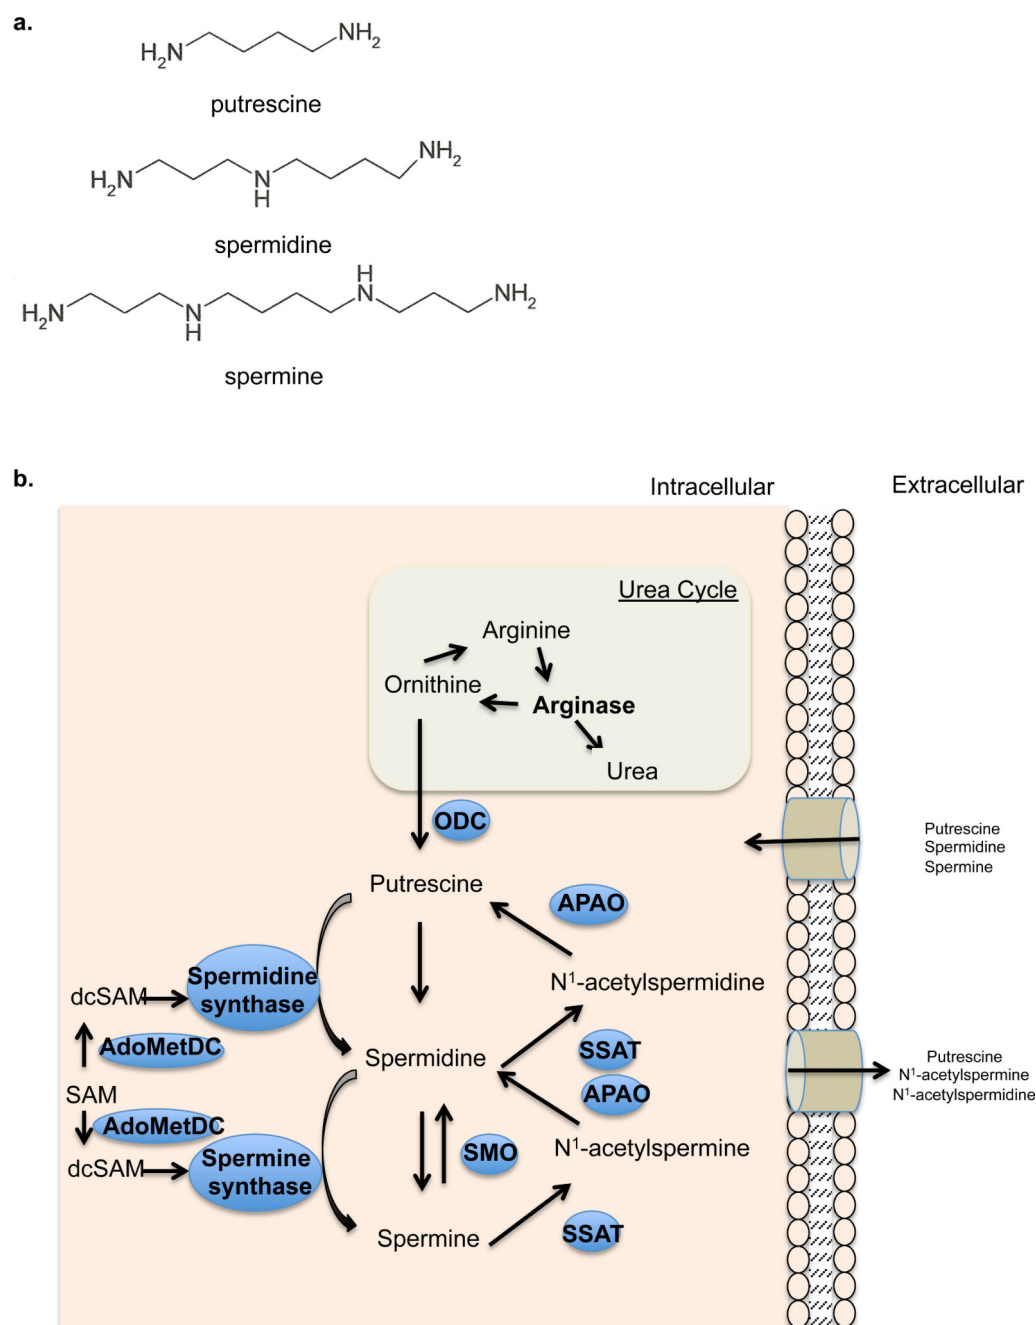 a.
H₂N
NH₂
putrescine
H₂N
N
H
NH₂
spermidine
H₂N
N
H
H
N
NH₂
spermine
b.
Intracellular
Extracellular
Urea Cycle
Arginine
Ornithine
Arginase
Urea
ODC
Putrescine
Spermidine
Spermine
Putrescine
APAO
Spermidine
synthase
dcSAM
N¹-acetylspermidine
AdoMetDC
Spermidine
SSAT
APAO
Putrescine
N¹-acetylspermine
N¹-acetylspermidine
SAM
AdoMetDC
dcSAM
Spermine
synthase
SMO
N¹-acetylspermine
Spermine
SSAT